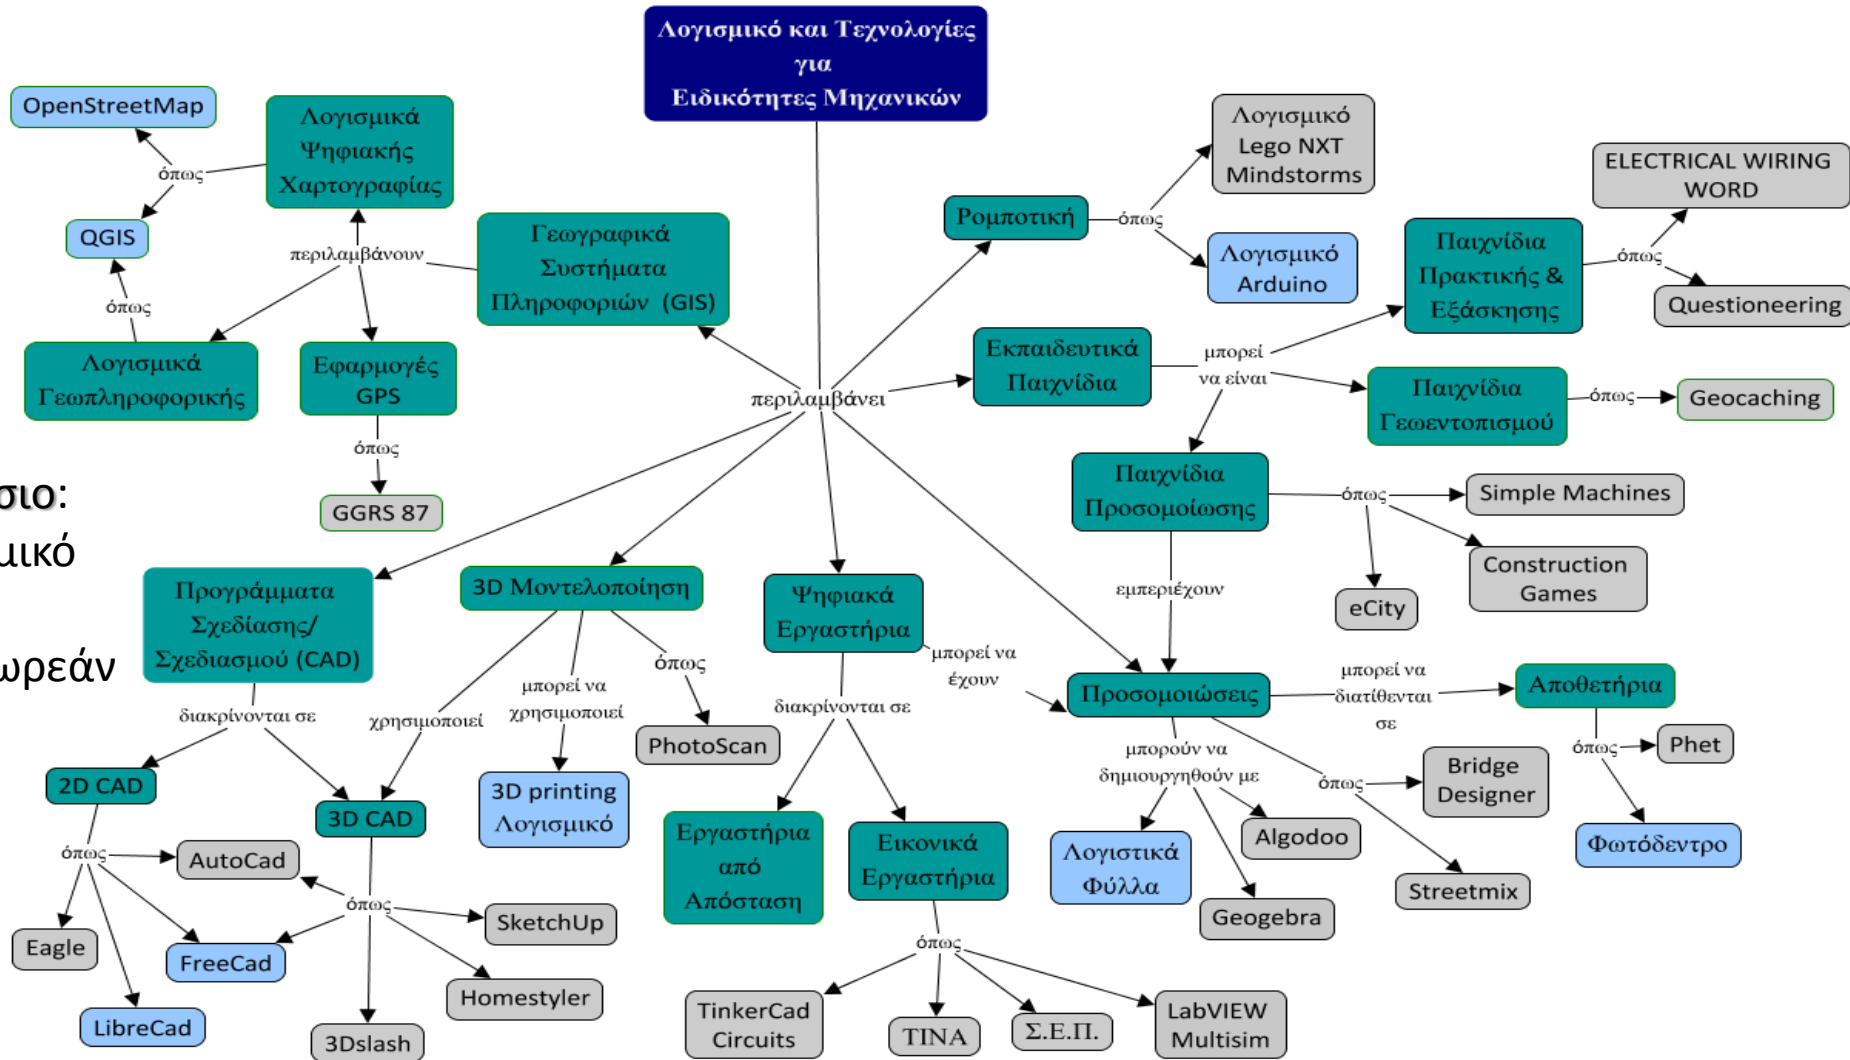 Λογισμικό και Τεχνολογίες
για
Ειδικότητες Μηχανικών
OpenStreetMap
Λογισμικά
Ψηφιακής
Χαρτογραφίας
όπως
QGIS
περιλαμβάνουν
Γεωγραφικά
Συστήματα
Πληροφοριών (GIS)
όπως
Λογισμικά
Γεωπληροφορικής
Εφαρμογές
GPS
όπως
GGRS 87
Ρομποτική
όπως
Λογισμικό
Lego NXT
Mindstorms
Λογισμικό
Arduino
ELECTRICAL WIRING
WORD
Παιχνίδια
Πρακτικής &
Εξάσκησης
όπως
Questioneering
Εκπαιδευτικά
Παιχνίδια
μπορεί
να είναι
Παιχνίδια
Γεωεντοπισμού
όπως
Geocaching
περιλαμβάνει
Παιχνίδια
Προσομοίωσης
όπως
Simple Machines
Construction
Games
eCity
εμπεριέχουν
σιο:
μικό
ωρεάν
Προγράμματα
Σχεδίασης/
Σχεδιασμού (CAD)
διακρίνονται σε
2D CAD
3D CAD
όπως
AutoCad
Eagle
FreeCad
LibreCad
όπως
SketchUp
Homestyler
3Dslash
3D Μοντελοποίηση
χρησιμοποιεί
μπορεί να
χρησιμοποιεί
όπως
PhotoScan
3D printing
Λογισμικό
Ψηφιακά
Εργαστήρια
μπορεί να
έχουν
διακρίνονται σε
Εργαστήρια
από
Απόσταση
Εικονικά
Εργαστήρια
όπως
TinkerCad
Circuits
TINA
Σ.Ε.Π.
LabVIEW
Multisim
Προσομοιώσεις
μπορεί να
διατίθενται
σε
Αποθετήρια
όπως
Phet
Φωτόδεντρο
μπορούν να
δημιουργηθούν με
Λογιστικά
Φύλλα
Geogebra
Algodoo
όπως
Bridge
Designer
Streetmix